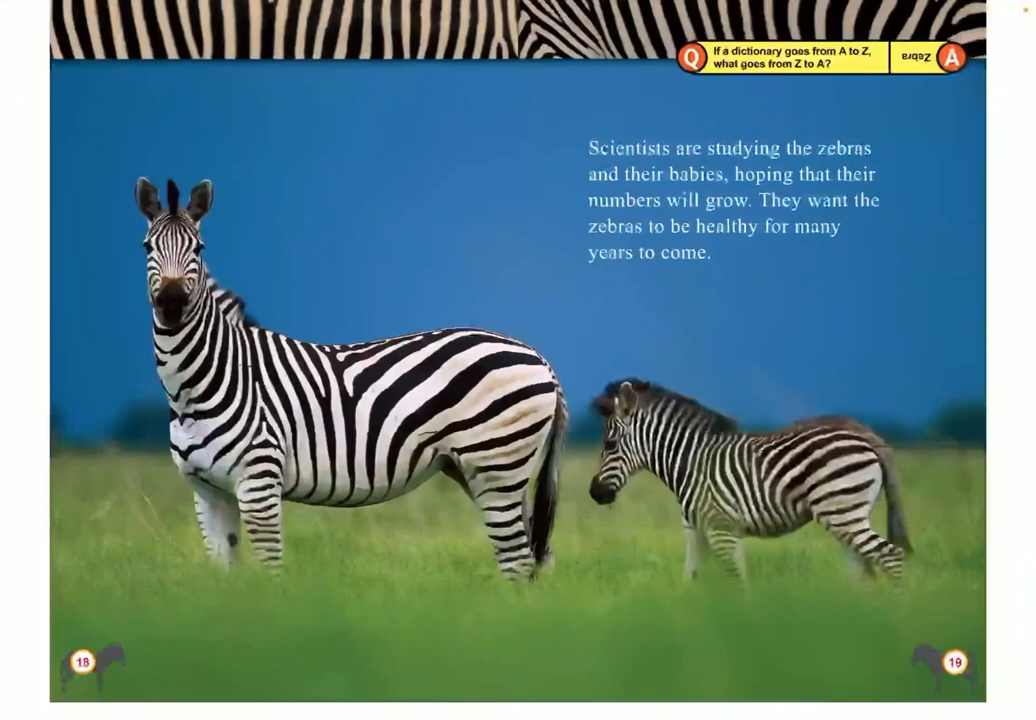 Q
If a dictionary goes from A to Z,
what goes from Z to A?
Zebra
A
Scientists are studying the zebras
and their babies, hoping that their
numbers will grow. They want the
zebras to be healthy for many
years to come.
18
19